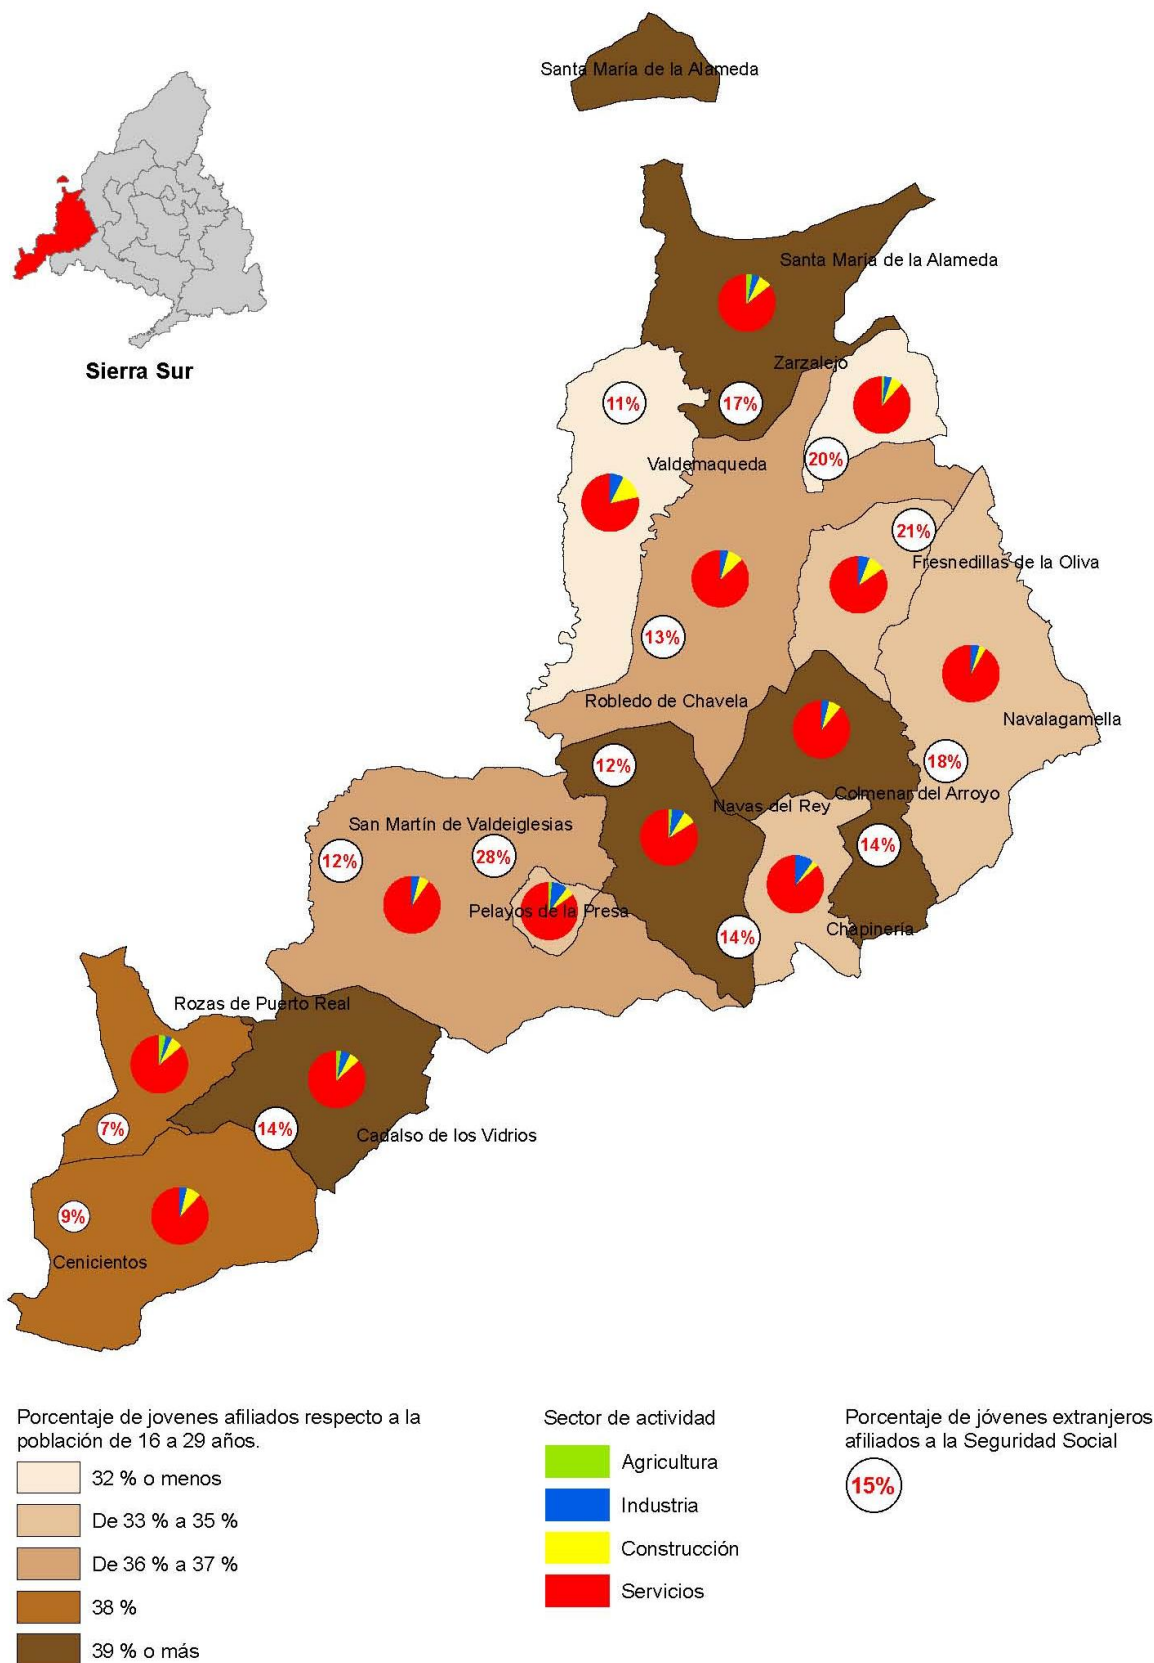 Santa María de la Alameda
Sierra Sur
Santa María de la Alameda
Zarzalejo
11%
17%
Valdemaqueda
20%
21%
Fresnedillas de la Oliva
13%
Robledo de Chavela
Navalagamella
12%
18%
Colmenar del Arroyo
Navas del Rey
San Martín de Valdeiglesias
12%
28%
14%
Pelayos de la Presa
Chapinería
14%
Rozas de Puerto Real
7%
14%
Cadalso de los Vidrios
9%
Cenicientos
Porcentaje de jovenes afiliados respecto a la
población de 16 a 29 años.
32 % o menos
De 33 % a 35 %
De 36 % a 37 %
38 %
39 % o más
Sector de actividad
Agricultura
Industria
Construcción
Servicios
Porcentaje de jóvenes extranjeros
afiliados a la Seguridad Social
15%